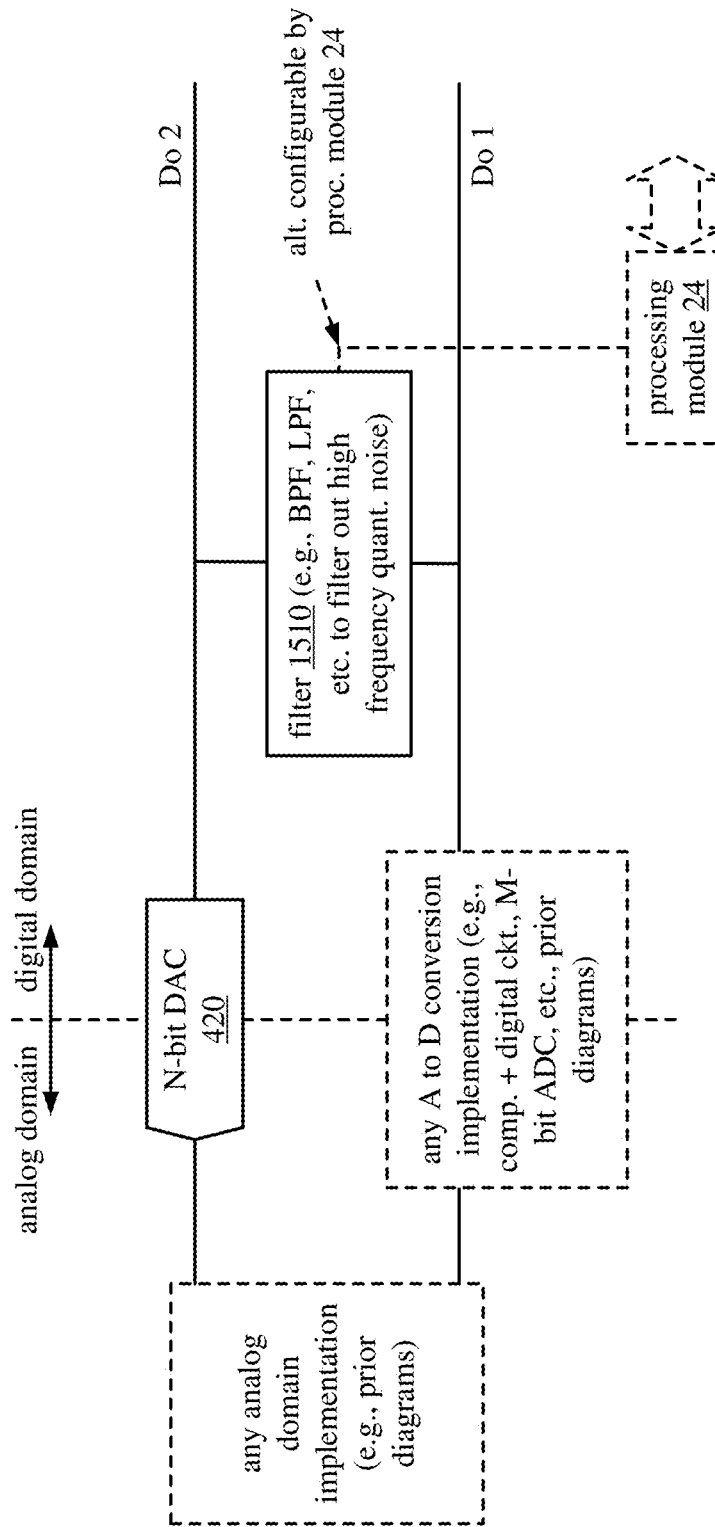 analog domain
digital domain
any analog
domain
implementation
(e.g., prior
diagrams)
N-bit DAC
420
Do 2
any A to D conversion
implementation (e.g.,
comp. + digital ckt., M-
bit ADC, etc., prior
diagrams)
filter 1510 (e.g., BPF, LPF,
etc. to filter out high
frequency quant. noise)
alt. configurable by
proc. module 24
Do 1
processing
module 24